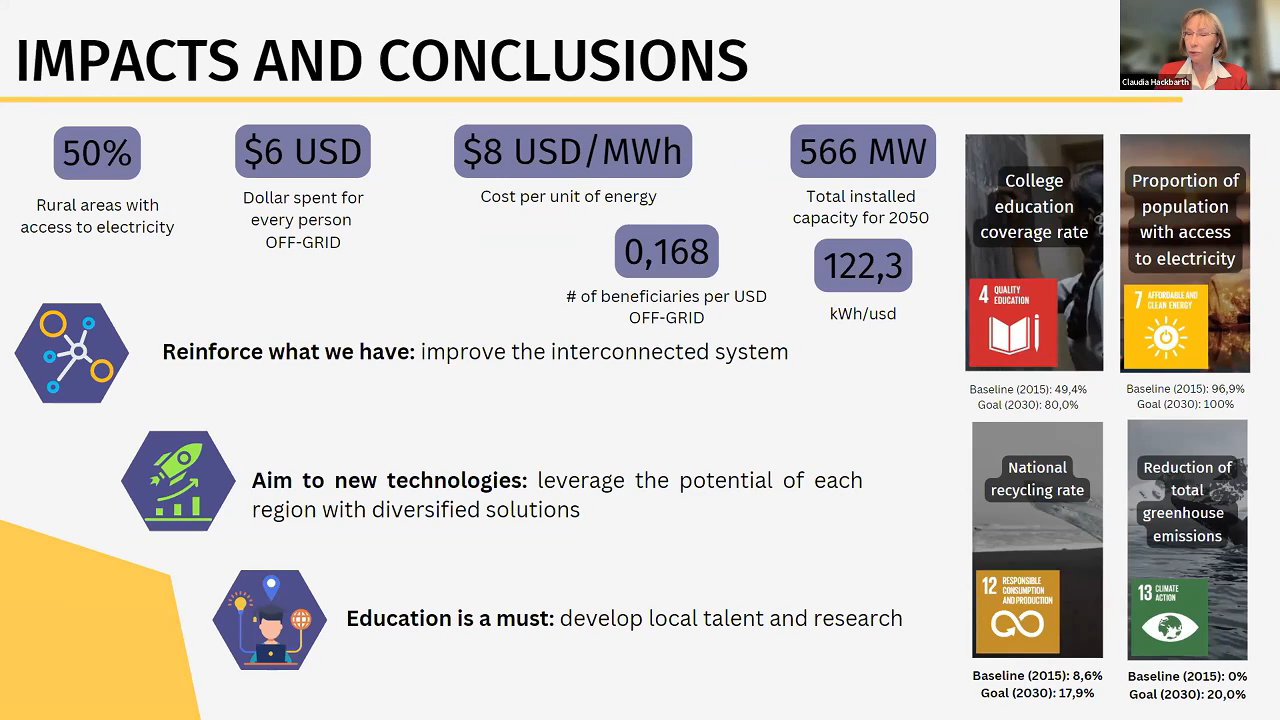 IMPACTS AND CONCLUSIONS
Claudia Hackbarth
50%
Rural areas with
access to electricity
$6 USD
Dollar spent for
every person
OFF-GRID
$8 USD/MWh
Cost per unit of energy
0,168
# of beneficiaries per USD
OFF-GRID
566 MW
Total installed
capacity for 2050
122,3
kWh/usd
Reinforce what we have: improve the interconnected system
Aim to new technologies: leverage the potential of each
region with diversified solutions
Education is a must: develop local talent and research
College
education
coverage rate
4 QUALITY
EDUCATION
Baseline (2015): 49,4%
Goal (2030): 80,0%
Proportion of
population
with access
to electricity
7 AFFORDABLE AND
CLEAN ENERGY
Baseline (2015): 96,9%
Goal (2030): 100%
National
recycling rate
12 RESPONSIBLE
CONSUMPTION
AND PRODUCTION
Baseline (2015): 8,6%
Goal (2030): 17,9%
Reduction of
total
greenhouse
emissions
13 CLIMATE
ACTION
Baseline (2015): 0%
Goal (2030): 20,0%